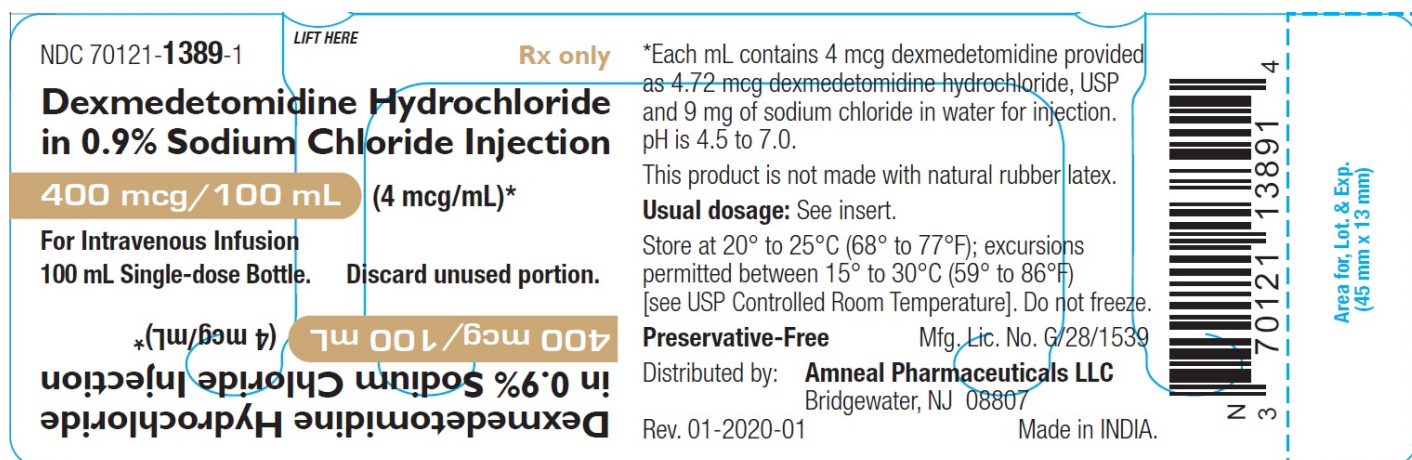 NDC 70121-1389-1
LIFT HERE
Rx only
Dexmedetomidine Hydrochloride
in 0.9% Sodium Chloride Injection
400 mcg/100 mL (4 mcg/mL)*
For Intravenous Infusion
100 mL Single-dose Bottle. Discard unused portion.
Dexmedetomidine Hydrochloride
in 0.9% Sodium Chloride Injection
400 mcg/100 mL (4 mcg/mL)*
*Each mL contains 4 mcg dexmedetomidine provided
as 4.72 mcg dexmedetomidine hydrochloride, USP
and 9 mg of sodium chloride in water for injection.
pH is 4.5 to 7.0.
This product is not made with natural rubber latex.
Usual dosage: See insert.
Store at 20° to 25°C (68° to 77°F); excursions
permitted between 15° to 30°C (59° to 86°F)
[see USP Controlled Room Temperature]. Do not freeze.
Preservative-Free Mfg. Lic. No. G/28/1539
Distributed by: Amneal Pharmaceuticals LLC
Bridgewater, NJ 08807
Rev. 01-2020-01 Made in INDIA.
N
3 70121 13891 4
Area for, Lot. & Exp.
(45 mm x 13 mm)